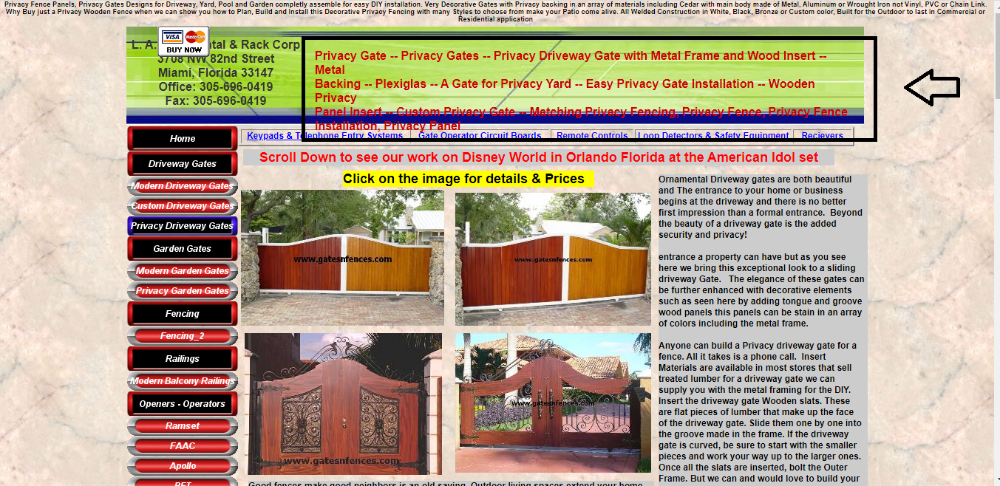 Privacy Fence Panels, Privacy Gates Designs for Driveway, Yard, Pool and Garden completly assemble for easy DIY installation. Very Decorative Gates with Privacy backing in an array of materials including Cedar with main body made of Metal, Aluminum or Wrought Iron not Vinyl, PVC or Chain Link.
Why Buy just a Privacy Wooden Fence when we can show you how to Plan, Buiild and Install this Decorative Privacy Fencing with many Styles to choose from make your Patio come alive. All Welded Construction in White, Black, Bronze or Custom color, Built for the Outdoor to last in Commercial or
Residential application
VISA MasterCard
BUY NOW
L. A. ntal & Rack Corp
3708 NW 82nd Street
Miami, Florida 33147
Office: 305-696-0419
Fax: 305-696-0419
Privacy Gate -- Privacy Gates -- Privacy Driveway Gate with Metal Frame and Wood Insert --
Metal
Backing -- Plexiglas -- A Gate for Privacy Yard -- Easy Privacy Gate Installation -- Wooden
Privacy
Panel Insert -- Custom Privacy Gate -- Matching Privacy Fencing, Privacy Fence, Privacy Fence
Installation, Privacy Panel
Keypads & Telephone Entry Systems Gate Operator Circuit Boards Remote Controls Loop Detectors & Safety Equipment Recievers
Home
Driveway Gates
Modern Driveway Gates
Custom Driveway Gates
Privacy Driveway Gates
Garden Gates
Modern Garden Gates
Privacy Garden Gates
Fencing
Fencing_2
Railings
Modern Balcony Railings
Openers - Operators
Ramset
FAAC
Apollo
BFT
Scroll Down to see our work on Disney World in Orlando Florida at the American Idol set
Click on the image for details & Prices
www.gatesnfences.com
www.gatesnfences.com
www.gatesnfences.com
www.gatesnfences.com
Good fences make good neighbors is an old saying. Outdoor living spaces extend your home
Ornamental Driveway gates are both beautiful
and The entrance to your home or business
begins at the driveway and there is no better
first impression than a formal entrance. Beyond
the beauty of a driveway gate is the added
security and privacy!
entrance a property can have but as you see
here we bring this exceptional look to a sliding
driveway Gate. The elegance of these gates can
be further enhanced with decorative elements
such as seen here by adding tongue and groove
wood panels this panels can be stain in an array
of colors including the metal frame.
Anyone can build a Privacy driveway gate for a
fence. All it takes is a phone call. Insert
Materials are available in most stores that sell
treated lumber for a driveway gate we can
supply you with the metal framing for the DIY.
Insert the driveway gate Wooden slats. These
are flat pieces of lumber that make up the face
of the driveway gate. Slide them one by one into
the groove made in the frame. If the driveway
gate is curved, be sure to start with the smaller
pieces and work your way up to the larger ones.
Once all the slats are inserted, bolt the Outer
Frame. But we can and would love to build your